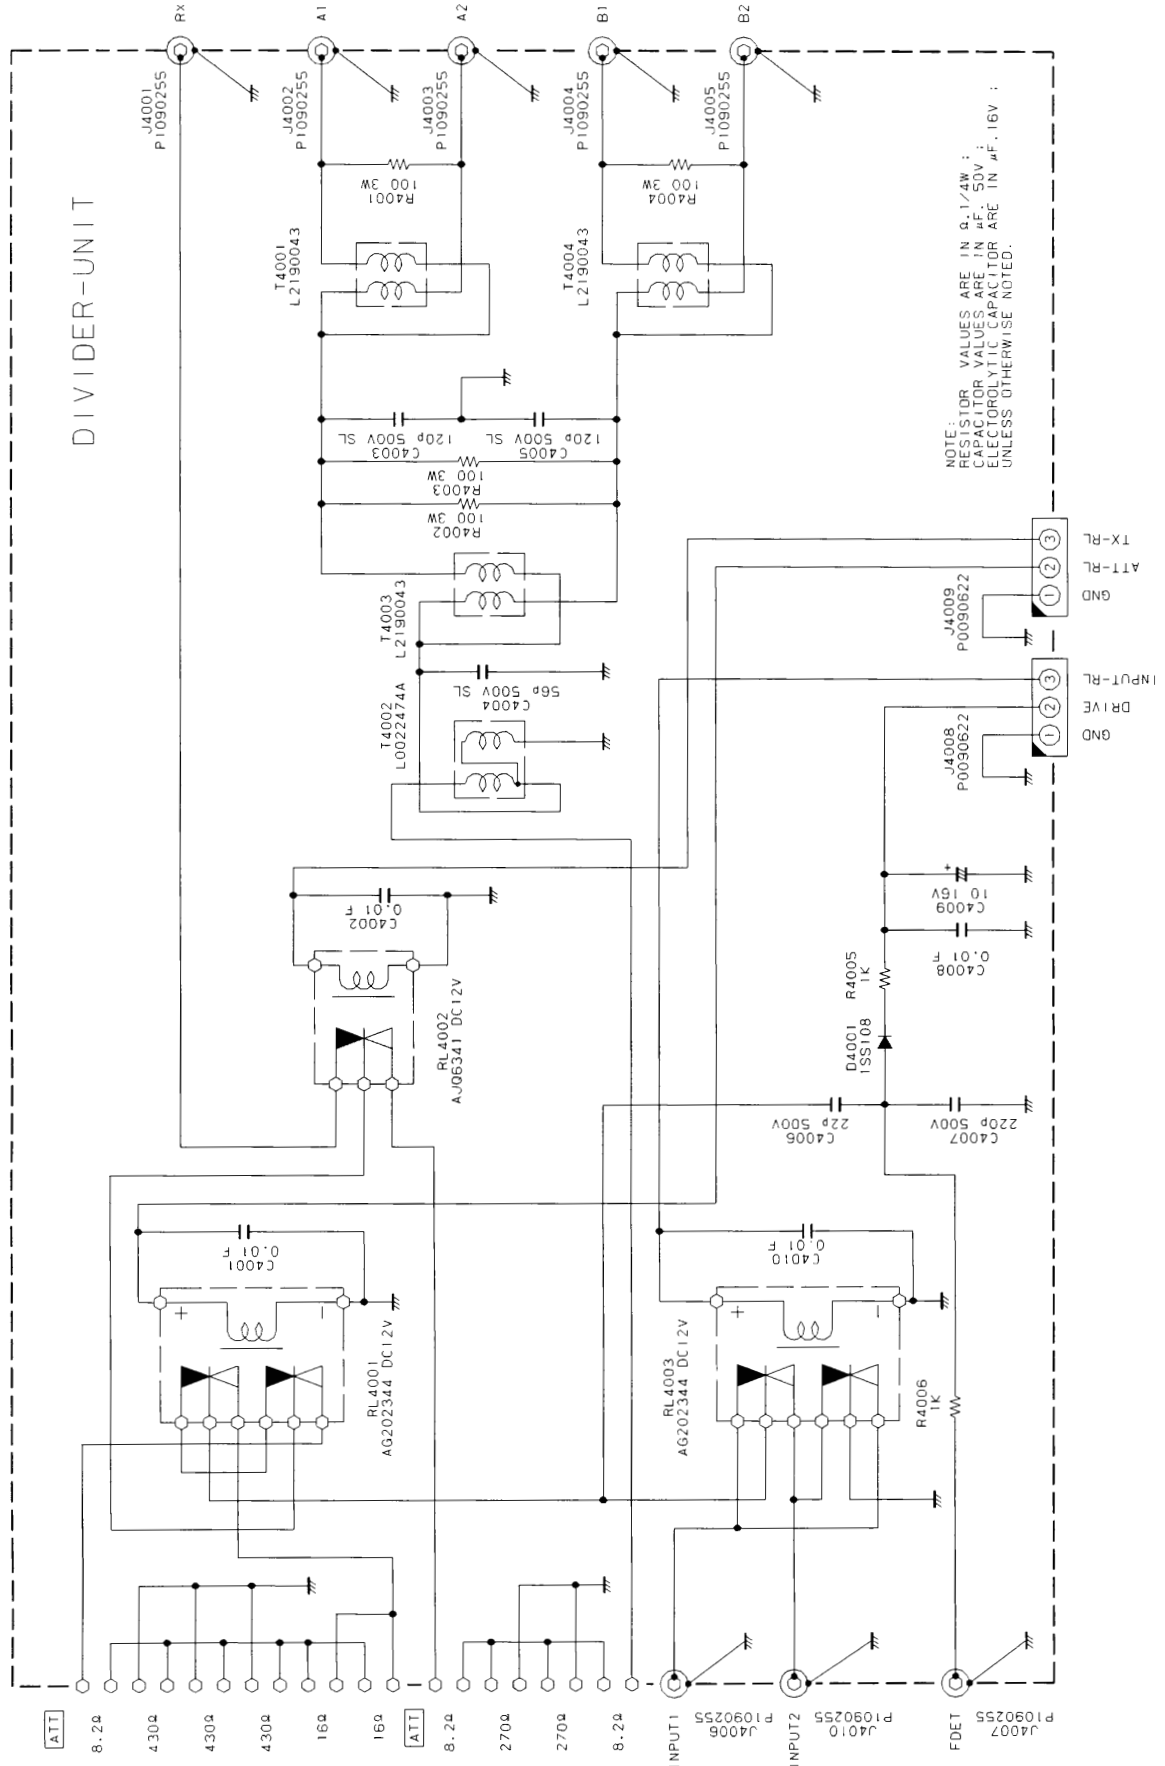 DIVIDER-UNIT
RX
A1
A2
B1
B2
J4001
P1090255
J4002
P1090255
J4003
P1090255
J4004
P1090255
J4005
P1090255
R4001
100 3W
R4004
100 3W
T4001
L2190043
T4004
L2190043
C4003
120p 500V SL
C4005
120p 500V SL
R4003
100 3W
R4002
100 3W
T4003
L2190043
C4004
56p 500V SL
T4002
L0022474A
NOTE:
RESISTOR VALUES ARE IN Ω,1/4W ;
CAPACITOR VALUES ARE IN μF, 50V ;
ELECTOROLYTIC CAPACITOR ARE IN μF,16V ;
UNLESS OTHERWISE NOTED.
TX-RL
ATT-RL
GND
3
2
1
J4009
P0090622
INPUT-RL
DRIVE
GND
3
2
1
J4008
P0090622
C4002
0.01 F
RL4002
AJQ6341 DC12V
C4009
10 16V
+
C4008
0.01 F
R4005
1K
D4001
1SS108
C4006
22p 500V
C4007
220p 500V
C4001
0.01 F
+
-
RL4001
AG202344 DC12V
C4010
0.01 F
+
-
RL4003
AG202344 DC12V
R4006
1K
ATT
8.2Ω
430Ω
430Ω
430Ω
16Ω
16Ω
ATT
8.2Ω
270Ω
270Ω
8.2Ω
INPUT1
J4006
P1090255
INPUT2
J4010
P1090255
FDET
J4007
P1090255